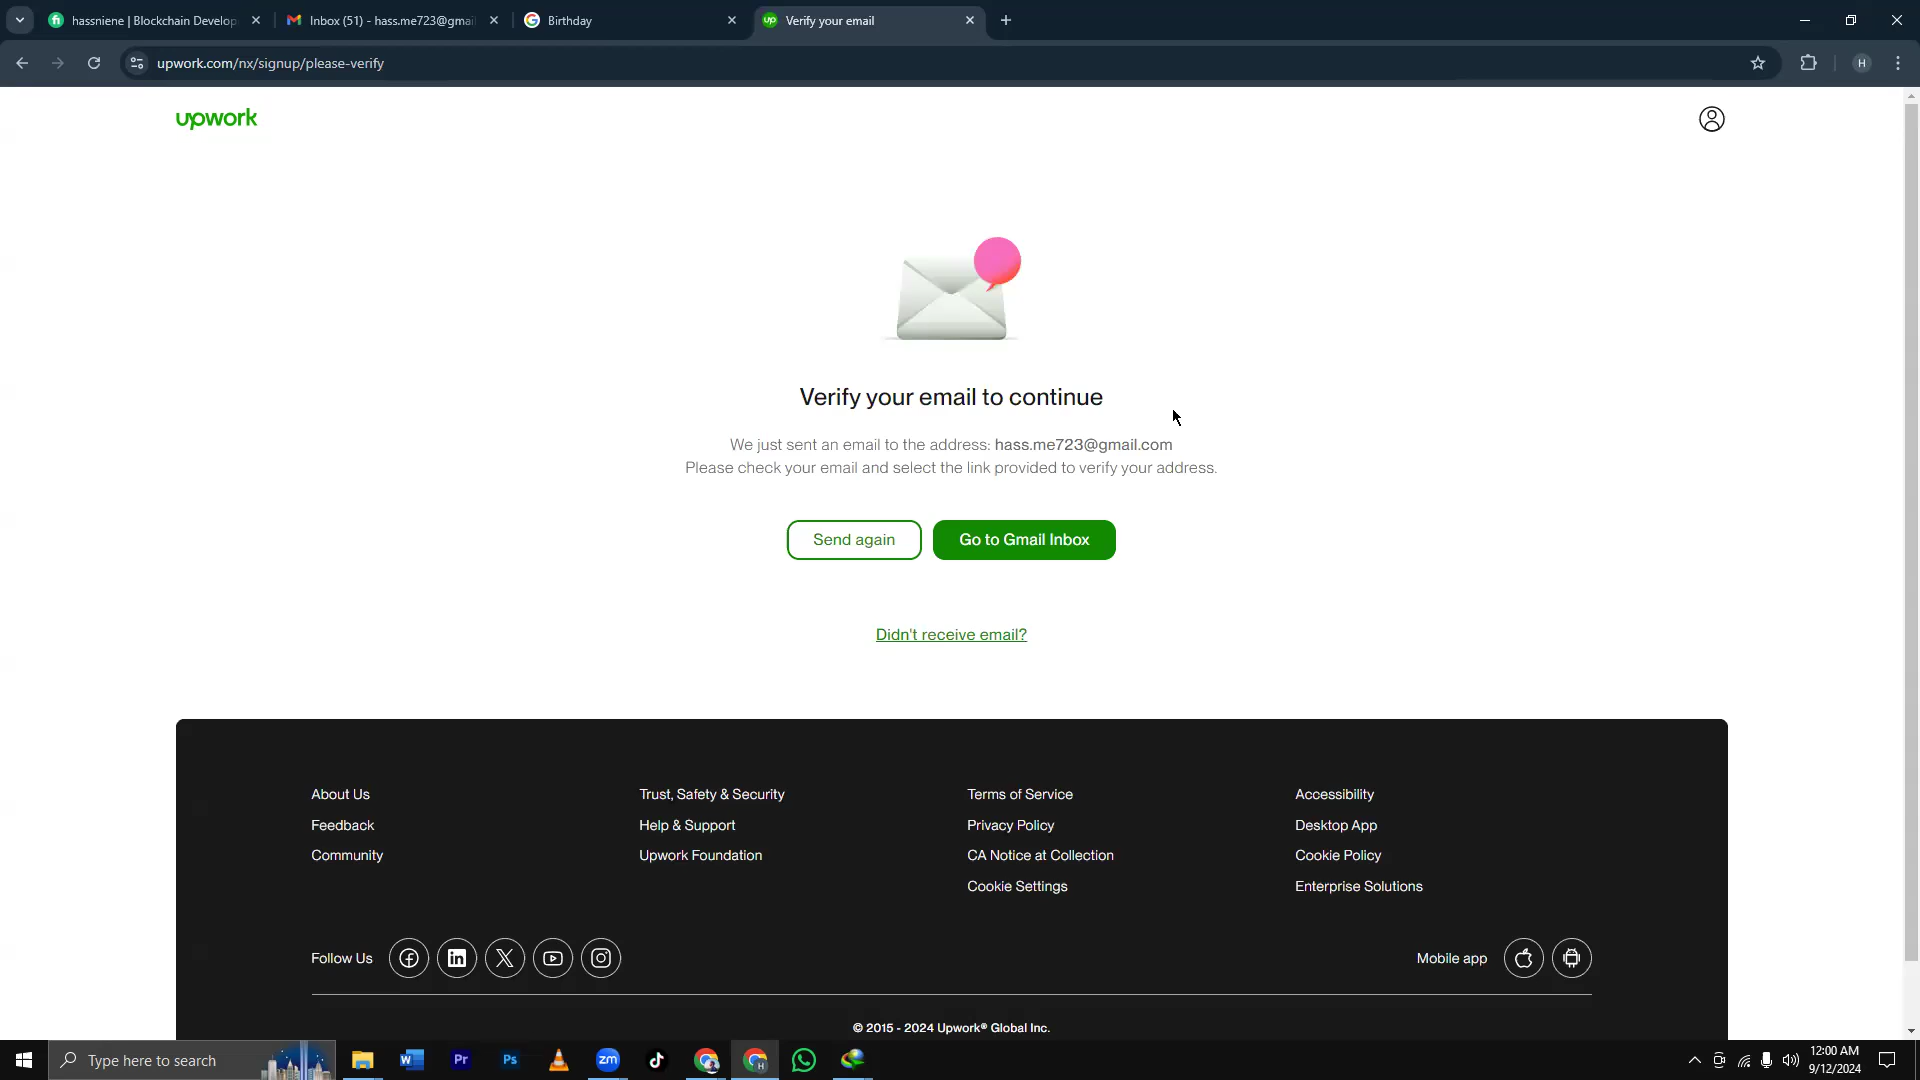 hassniene | Blockchain Develop
Inbox (51) - hass.me723@gmai
Birthday
up
Verify your email
upwork.com/nx/signup/please-verify
H
upwork
Verify your email to continue
We just sent an email to the address: hass.me723@gmail.com
Please check your email and select the link provided to verify your address.
Send again
Go to Gmail Inbox
Didn't receive email?
About Us
Trust, Safety & Security
Terms of Service
Accessibility
Feedback
Help & Support
Privacy Policy
Desktop App
Community
Upwork Foundation
CA Notice at Collection
Cookie Policy
Cookie Settings
Enterprise Solutions
Follow Us
Mobile app
© 2015 - 2024 Upwork® Global Inc.
Type here to search
Pr
Ps
zm
12:00 AM
9/12/2024